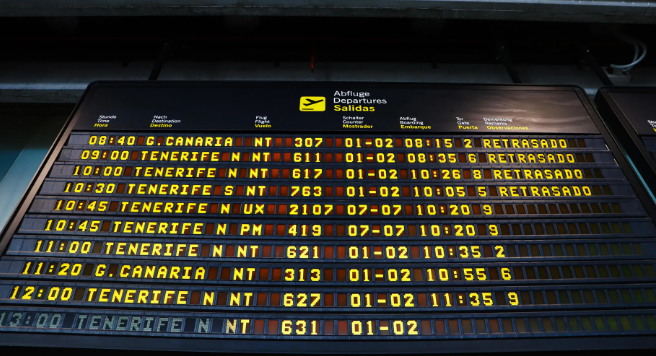 Abfluge
Departures
Salidas
Stunde Nach Flug Schalter Abflug Tor
Time Destination Flight Counter Boarding Gate Remarks
Hora Destino Vuelo Mostrador Embarque Puerta Observaciones
08:40 G.CANARIA NT 307 01-02 08:15 2 RETRASADO
09:00 TENERIFE N NT 611 01-02 08:35 6 RETRASADO
10:00 TENERIFE N NT 617 01-02 10:26 8 RETRASADO
10:30 TENERIFE S NT 763 01-02 10:05 5 RETRASADO
10:45 TENERIFE N UX 2107 07-07 10:20 9
10:45 TENERIFE N PM 419 07-07 10:20 9
11:00 TENERIFE N NT 621 01-02 10:35 2
11:20 G.CANARIA NT 313 01-02 10:55 6
12:00 TENERIFE N NT 627 01-02 11:35 9
13:00 TENERIFE N NT 631 01-02